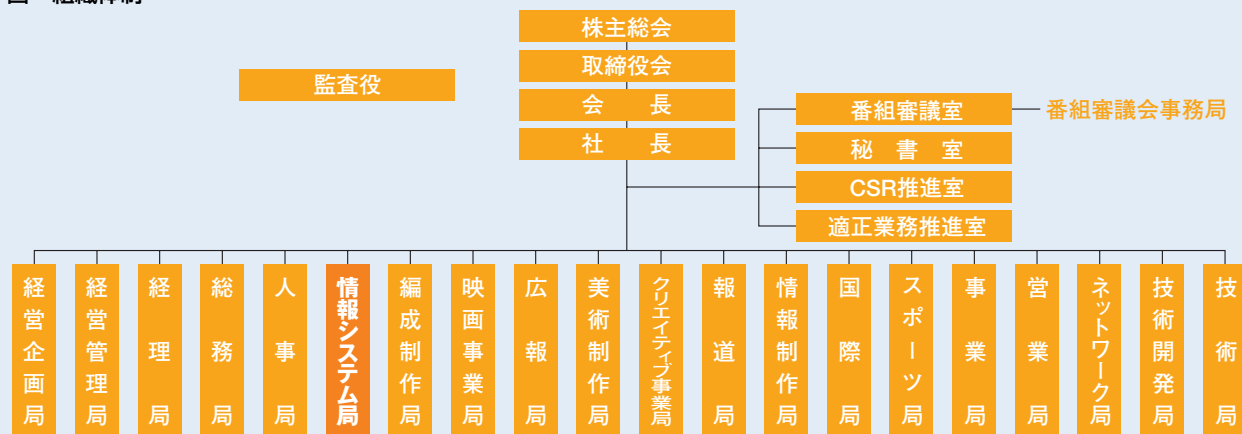 株主総会
取締役会
監査役
会長
社長
番組審議室
番組審議会事務局
秘書室
CSR推進室
適正業務推進室
経営企画局
経営管理局
経理局
総務局
人事局
情報システム局
編成制作局
映画事業局
広報局
美術制作局
クリエイティブ事業局
報道局
情報制作局
国際局
スポーツ局
事業局
営業局
ネットワーク局
技術開発局
技術局